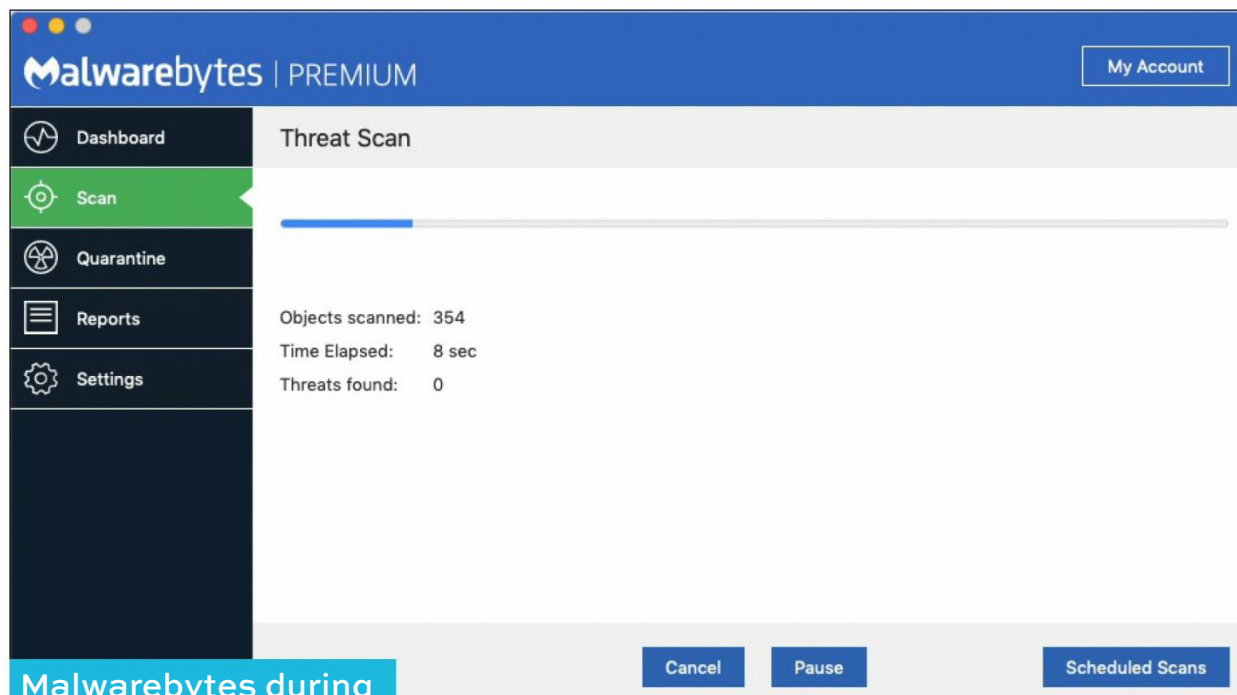 Malwarebytes | PREMIUM
My Account
Dashboard
Threat Scan
Scan
Quarantine
Reports
Objects scanned: 354
Time Elapsed: 8 sec
Settings
Threats found: 0
Cancel
Pause
Scheduled Scans
Malwarebytes during